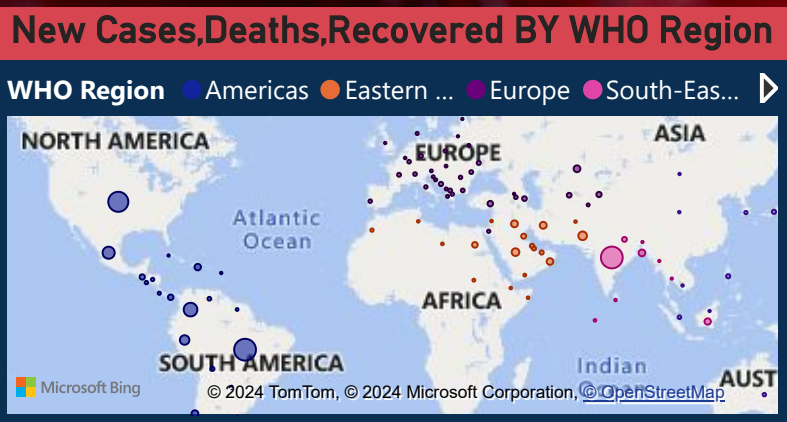 New Cases,Deaths,Recovered BY WHO Region
WHO Region Americas Eastern ... Europe South-Eas...
NORTH AMERICA
EUROPE
ASIA
Atlantic
Ocean
AFRICA
SOUTH AMERICA
Indian
Ocean
AUST
Microsoft Bing
© 2024 TomTom, © 2024 Microsoft Corporation, © OpenStreetMap